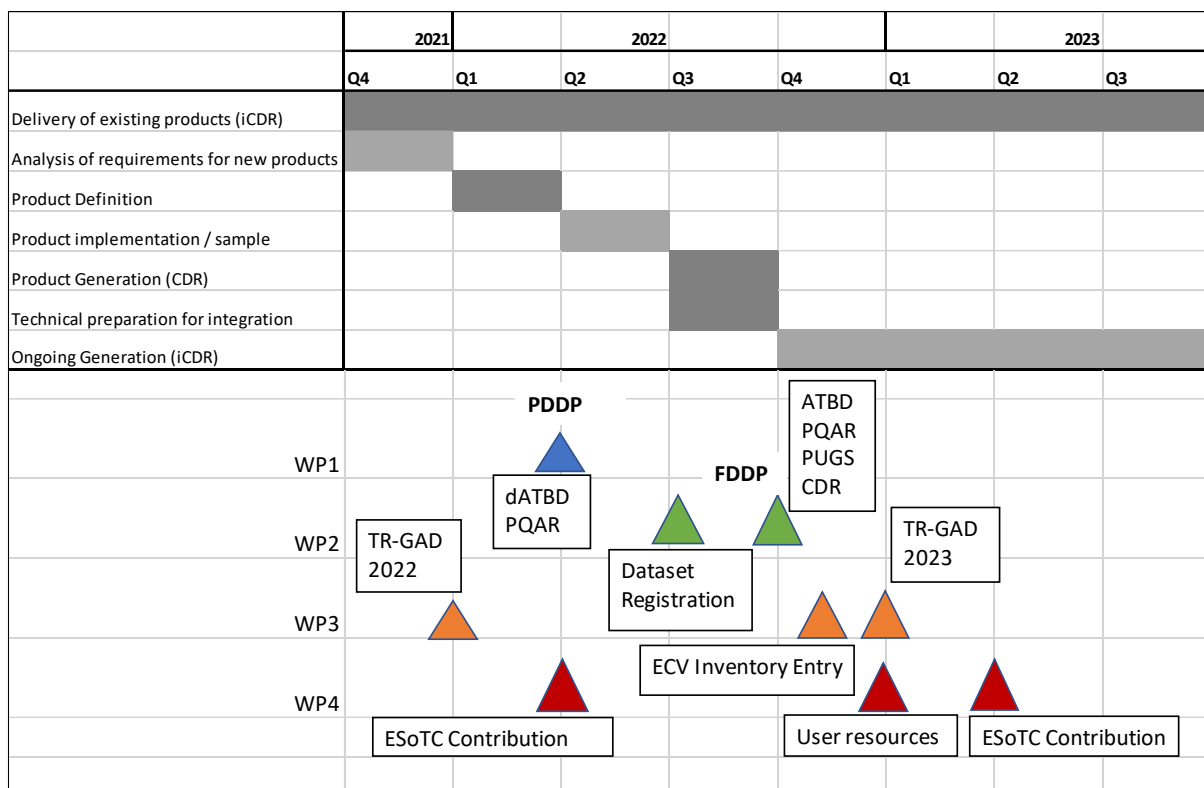 2021 2022 2023
Q4 Q1 Q2 Q3 Q4 Q1 Q2 Q3
Delivery of existing products (iCDR)
Analysis of requirements for new products
Product Definition
Product implementation / sample
Product Generation (CDR)
Technical preparation for integration
Ongoing Generation (iCDR)
PDDP
ATBD
PQAR
PUGS
CDR
WP1
FDDP
dATBD
PQAR
WP2
TR-GAD
2022
TR-GAD
2023
Dataset
Registration
WP3
ECV Inventory Entry
WP4
ESoTC Contribution
User resources
ESoTC Contribution